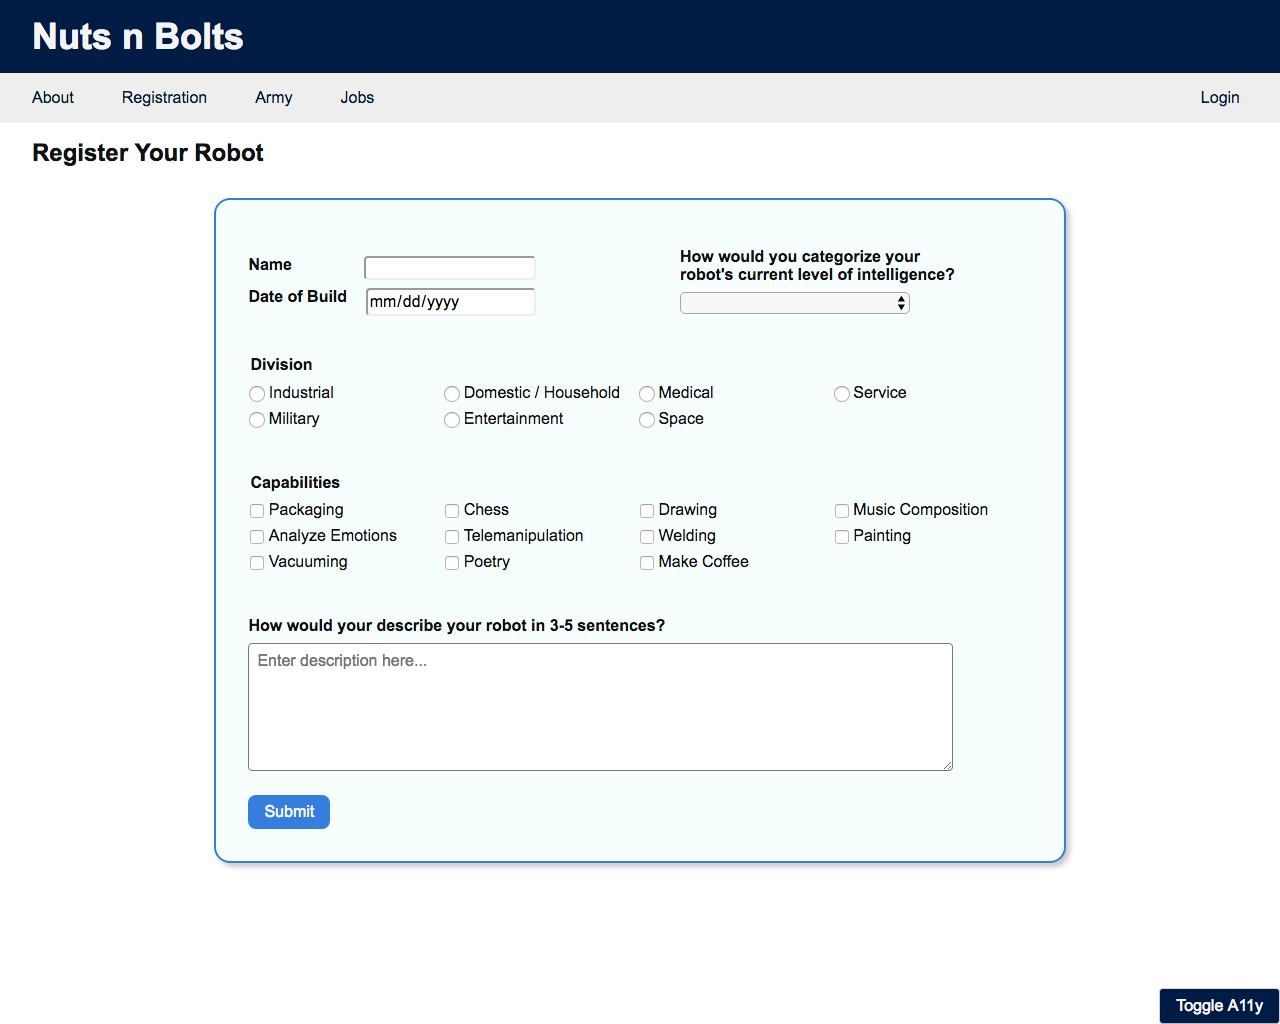 Nuts n Bolts
About Registration Army Jobs Login
Register Your Robot
Name
How would you categorize your
robot's current level of intelligence?
Date of Build mm/dd/yyyy
Division
Industrial Domestic / Household Medical Service
Military Entertainment Space
Capabilities
Packaging Chess Drawing Music Composition
Analyze Emotions Telemanipulation Welding Painting
Vacuuming Poetry Make Coffee
How would your describe your robot in 3-5 sentences?
Enter description here...
Submit
Toggle A11y